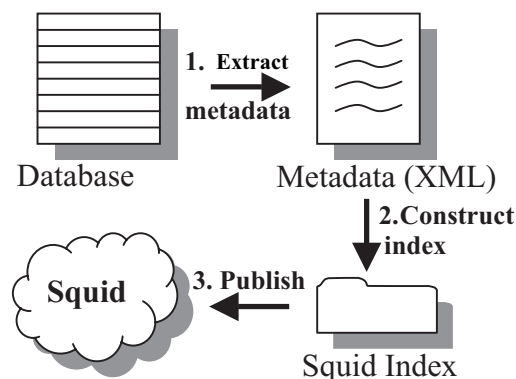 1. Extract
metadata
Database
Metadata (XML)
2.Construct
index
3. Publish
Squid
Squid Index